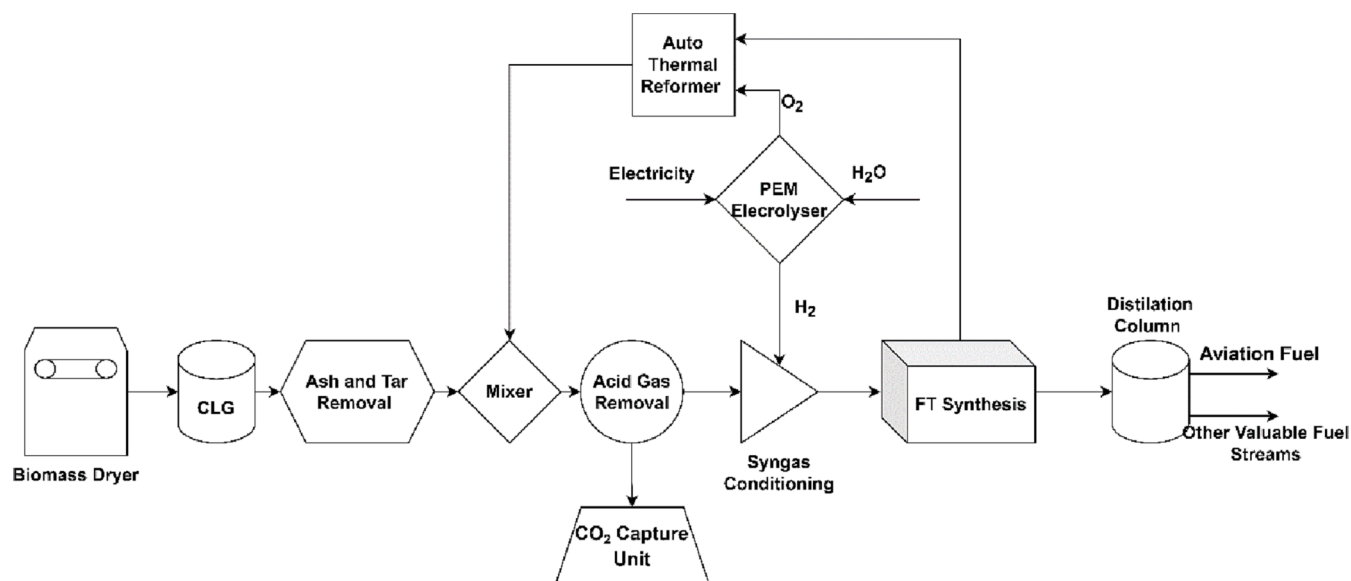 Auto
Thermal
Reformer
O₂
Electricity
H₂O
PEM
Elecrolyser
H₂
Distilation
Column
Aviation Fuel
Other Valuable Fuel
Streams
CLG
Ash and Tar
Removal
Mixer
Acid Gas
Removal
FT Synthesis
Biomass Dryer
Syngas
Conditioning
CO₂ Capture
Unit